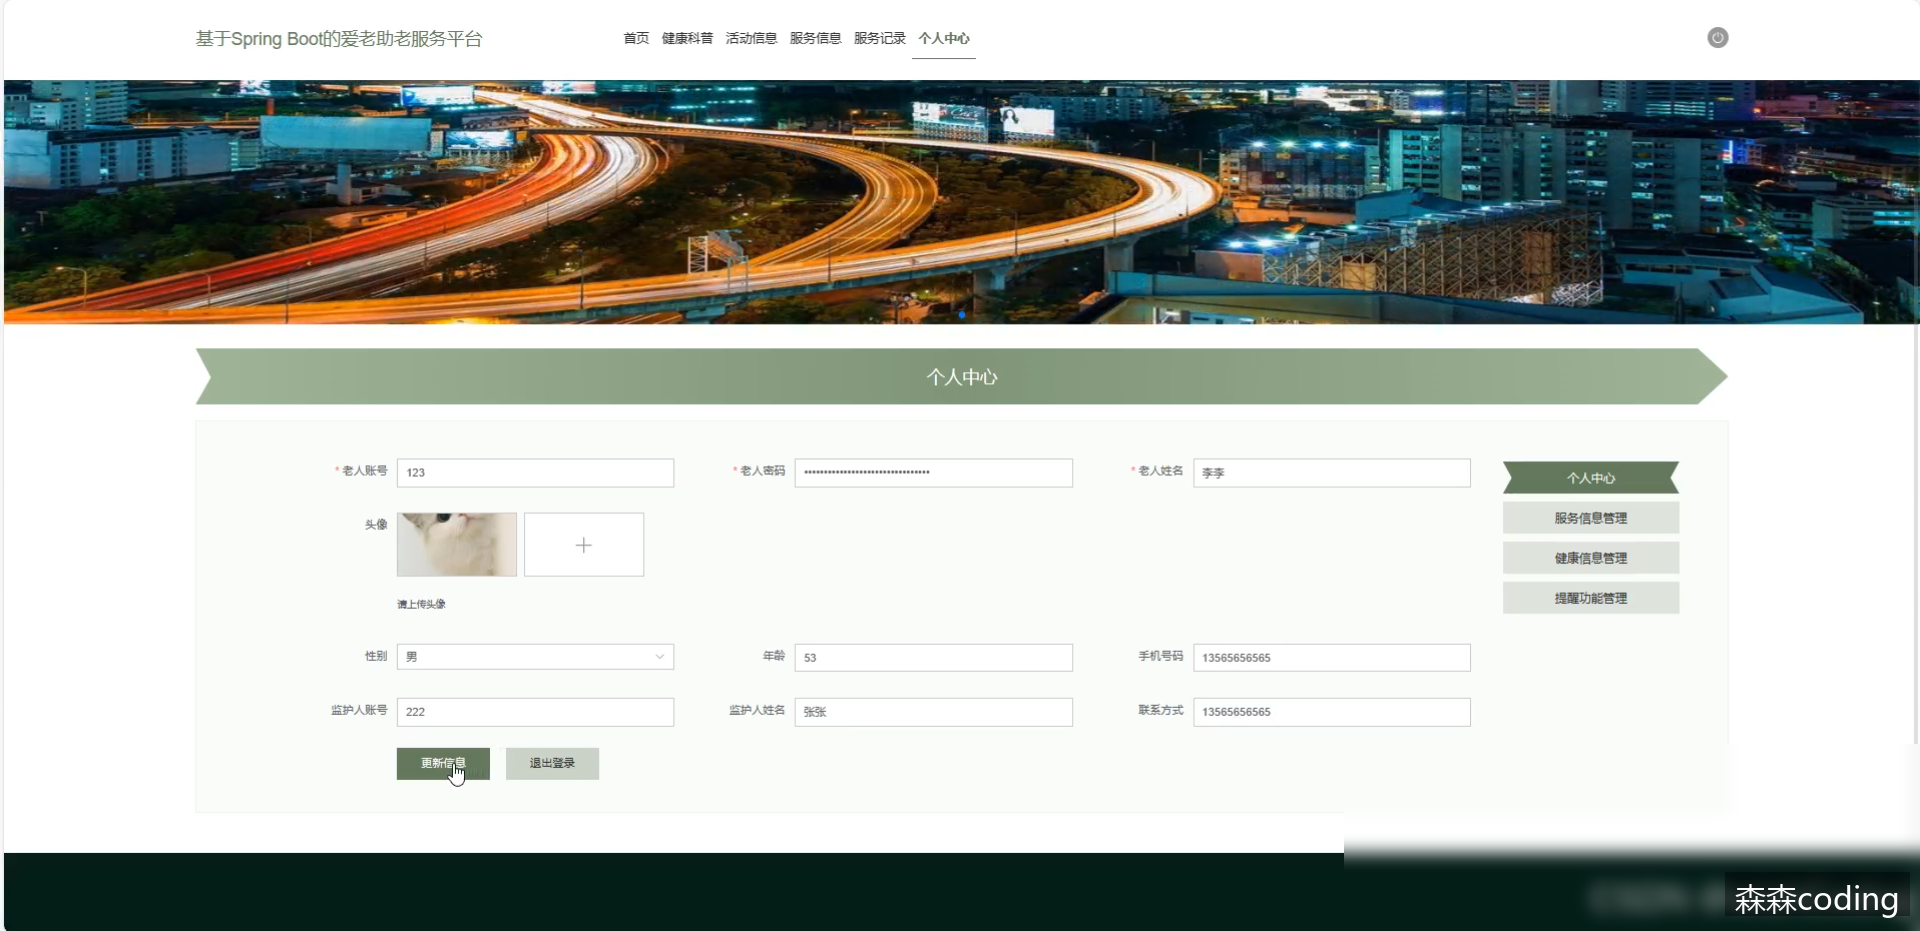 基于Spring Boot的爱老助老服务平台
首页 健康科普 活动信息 服务信息 服务记录 个人中心
个人中心
* 老人账号 123 * 老人密码 •••••••••••••••••••••••••••••••• * 老人姓名 李李
头像
请上传头像
性别 男 年龄 53 手机号码 13565656565
监护人账号 222 监护人姓名 张张 联系方式 13565656565
更新信息 退出登录
个人中心
服务信息管理
健康信息管理
提醒功能管理
森森coding